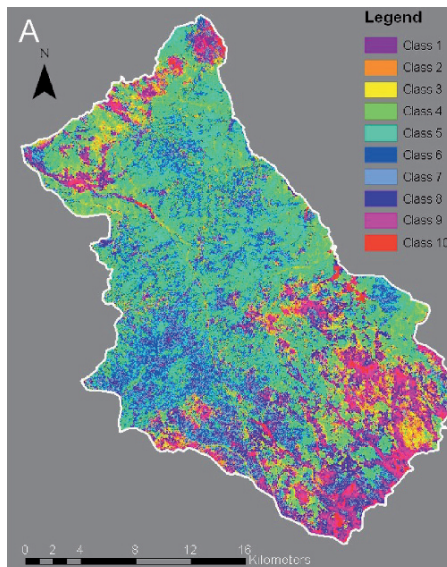 A
Legend
N
Class 1
Class 2
Class 3
Class 4
Class 5
Class 6
Class 7
Class 8
Class 9
Class 10
0 2 4 8 12 16
Kilometers